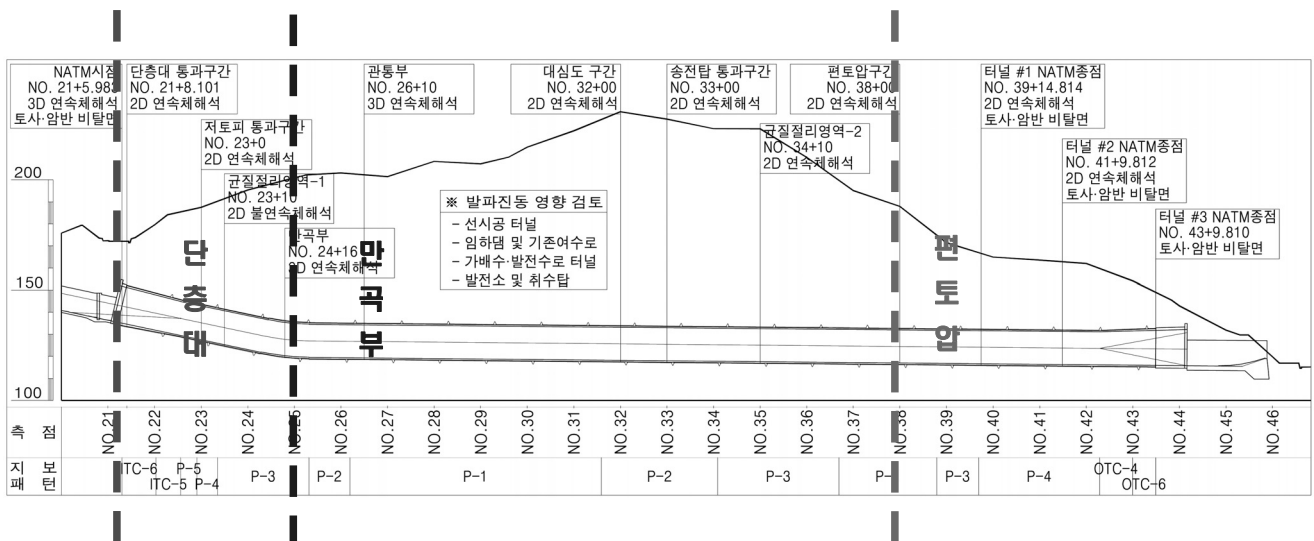 NATM시점
NO. 21+5.983
3D 연속체해석
토사·암반 비탈면
단층대 통과구간
NO. 21+8.101
2D 연속체해석
저토피 통과구간
NO. 23+0
2D 연속체해석
균질절리영역-1
NO. 23+10
2D 불연속체해석
만곡부
NO. 24+16
연속체해석
관통부
NO. 26+10
3D 연속체해석
대심도 구간
NO. 32+00
2D 연속체해석
송전탑 통과구간
NO. 33+00
2D 연속체해석
편토압구간
NO. 38+00
2D 연속체해석
균질절리영역-2
NO. 34+10
2D 연속체해석
터널 #1 NATM종점
NO. 39+14.814
2D 연속체해석
토사·암반 비탈면
터널 #2 NATM종점
NO. 41+9.812
2D 연속체해석
토사·암반 비탈면
터널 #3 NATM종점
NO. 43+9.810
토사·암반 비탈면
※ 발파진동 영향 검토
- 선시공 터널
- 임하댐 및 기존여수로
- 가배수·발전수로 터널
- 발전소 및 취수탑
단층대
만곡부
편토압
200
150
100
측 점
NO.21
NO.22
NO.23
NO.24
NO.25
NO.26
NO.27
NO.28
NO.29
NO.30
NO.31
NO.32
NO.33
NO.34
NO.35
NO.36
NO.37
NO.38
NO.39
NO.40
NO.41
NO.42
NO.43
NO.44
NO.45
NO.46
지 보
패 턴
ITC-6
ITC-5
P-5
P-4
P-3
P-2
P-1
P-2
P-3
P-3
P-4
OTC-4
OTC-6